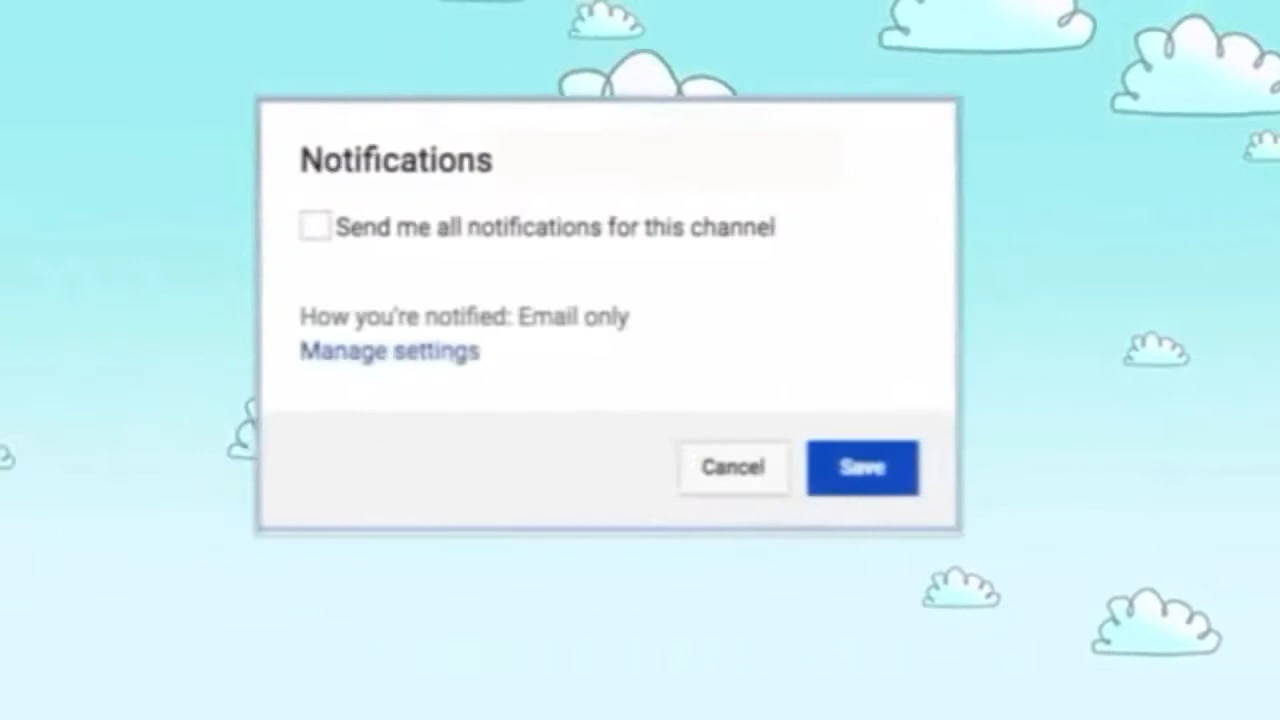 Notifications
Send me all notifications for this channel
How you're notified: Email only
Manage settings
Cancel
Save